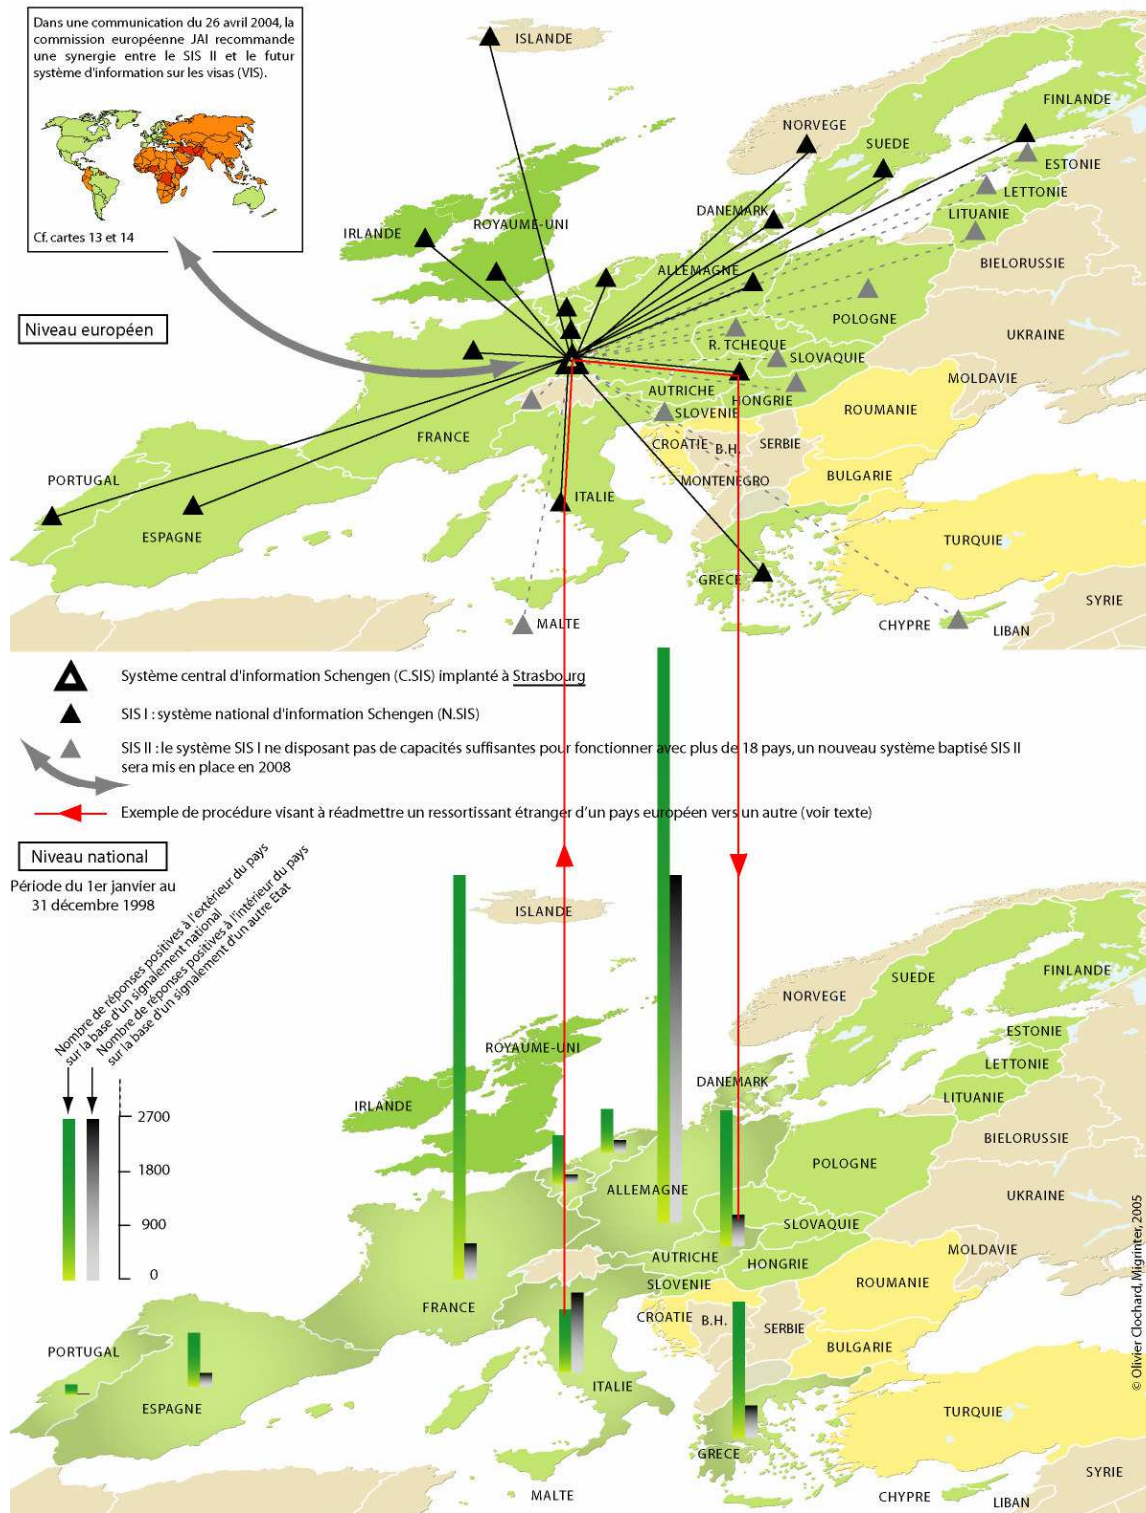 Dans une communication du 26 avril 2004, la
commission européenne JAI recommande
une synergie entre le SIS II et le futur
système d'information sur les visas (VIS).
Cf. cartes 13 et 14
Niveau européen
ISLANDE
NORVEGE
SUEDE
FINLANDE
ESTONIE
LETTONIE
LITUANIE
DANEMARK
IRLANDE
ROYAUME-UNI
ALLEMAGNE
BIELORUSSIE
POLOGNE
UKRAINE
R. TCHEQUE
SLOVAQUIE
MOLDAVIE
AUTRICHE
HONGRIE
ROUMANIE
SLOVENIE
FRANCE
CROATIE
B.H.
SERBIE
MONTENEGRO
BULGARIE
PORTUGAL
ESPAGNE
ITALIE
TURQUIE
GRECE
SYRIE
MALTE
CHYPRE
LIBAN
Système central d'information Schengen (C.SIS) implanté à Strasbourg
SIS I : système national d'information Schengen (N.SIS)
SIS II : le système SIS I ne disposant pas de capacités suffisantes pour fonctionner avec plus de 18 pays, un nouveau système baptisé SIS II
sera mis en place en 2008
Exemple de procédure visant à réadmettre un ressortissant étranger d'un pays européen vers un autre (voir texte)
Niveau national
Période du 1er janvier au
31 décembre 1998
Nombre de réponses positives à l'extérieur du pays
sur la base d'un signalement national
Nombre de réponses positives à l'intérieur du pays
sur la base d'un signalement d'un autre Etat
2700
1800
900
0
ISLANDE
NORVEGE
SUEDE
FINLANDE
ESTONIE
LETTONIE
LITUANIE
DANEMARK
ROYAUME-UNI
IRLANDE
BIELORUSSIE
POLOGNE
ALLEMAGNE
UKRAINE
SLOVAQUIE
MOLDAVIE
AUTRICHE
HONGRIE
ROUMANIE
SLOVENIE
FRANCE
CROATIE
B.H.
SERBIE
BULGARIE
PORTUGAL
ESPAGNE
ITALIE
TURQUIE
GRECE
SYRIE
MALTE
CHYPRE
LIBAN
© Olivier Clochard, Migrinter, 2005